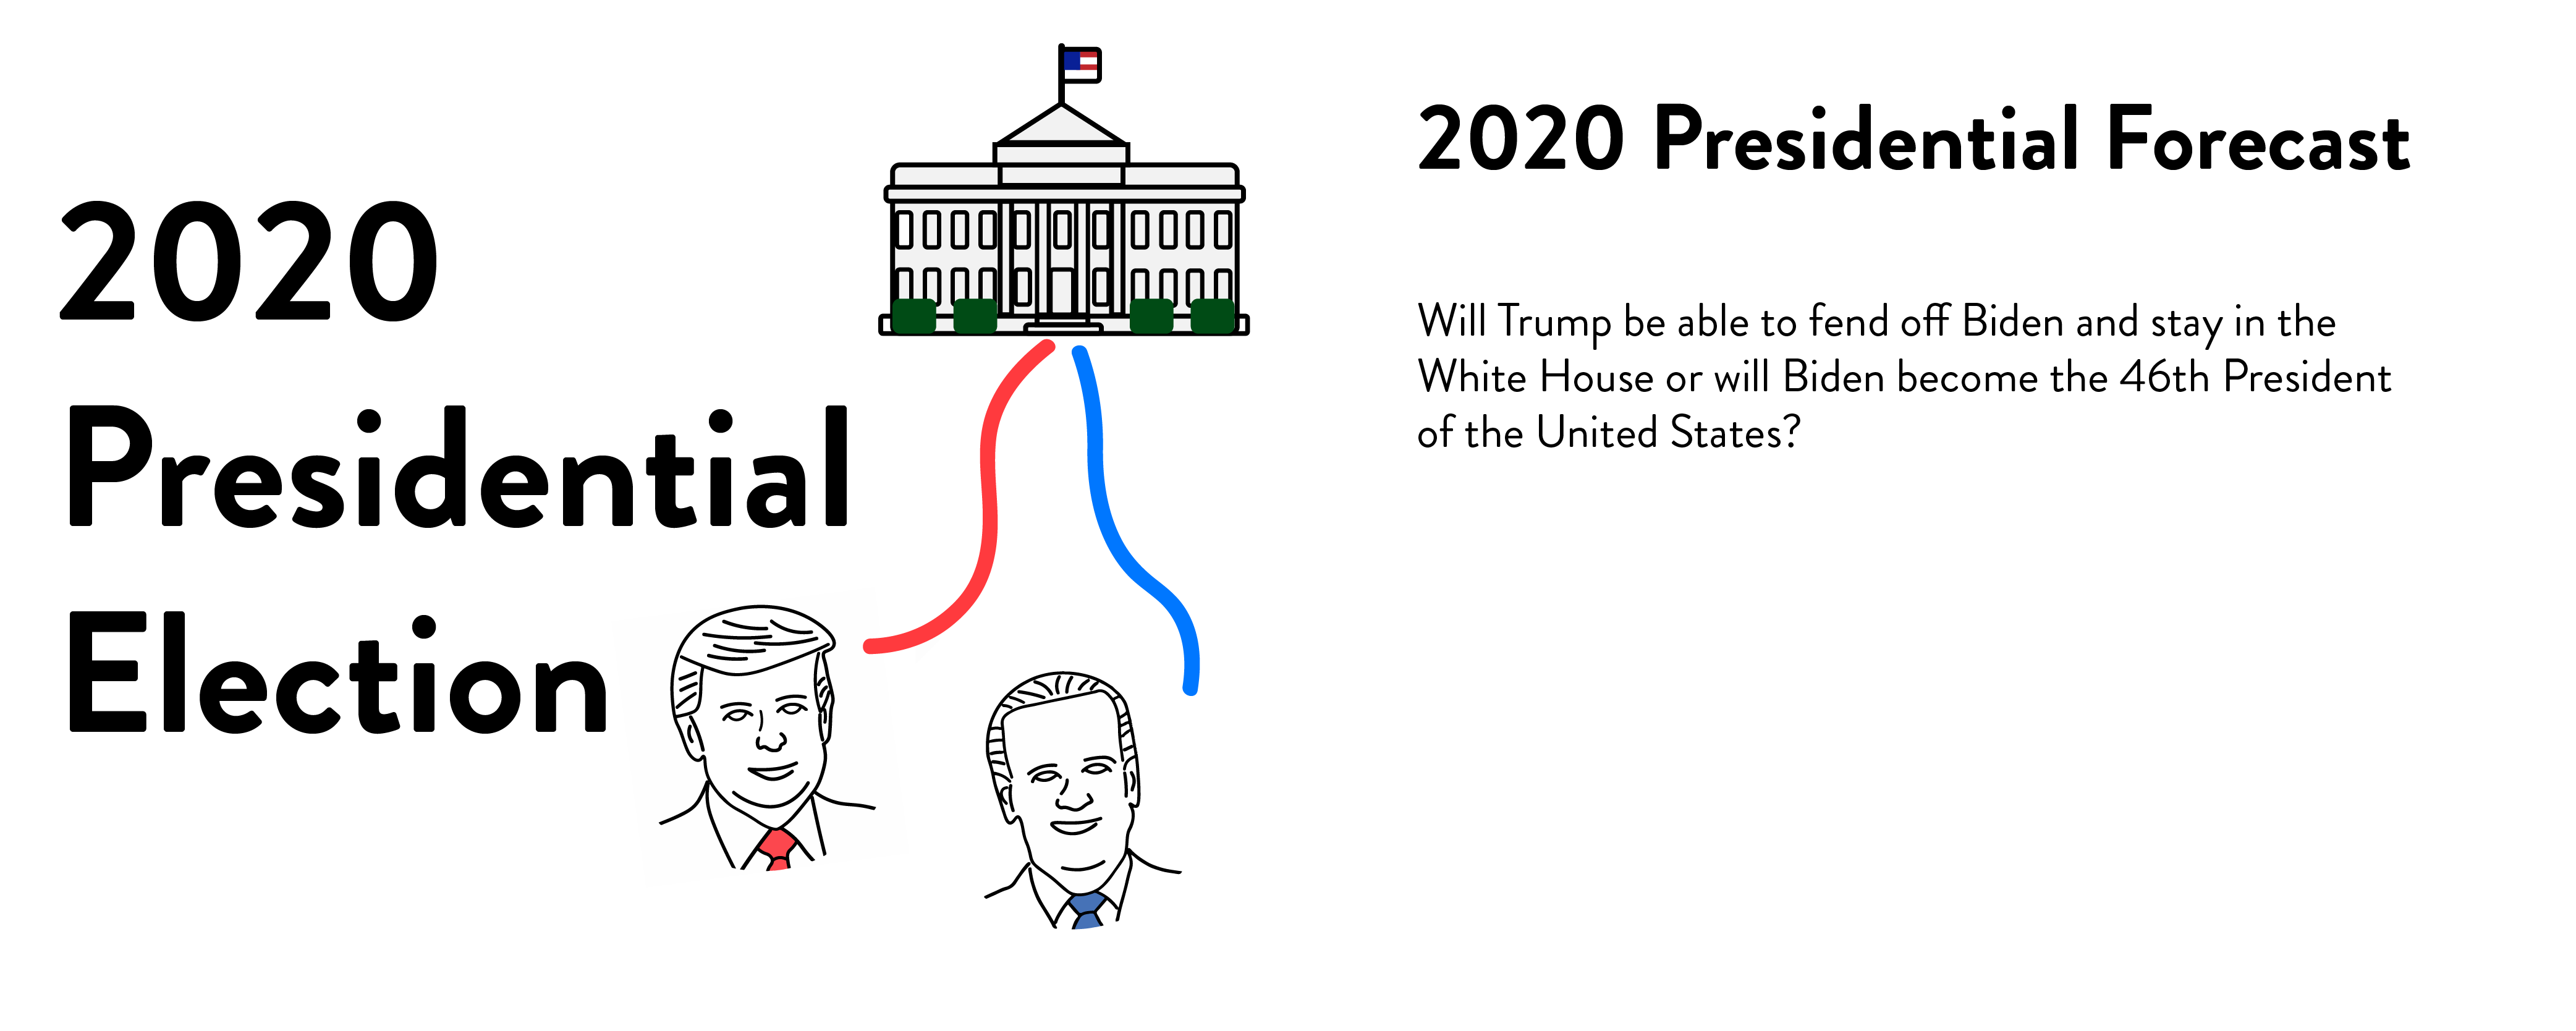 2020
Presidential
Election
2020 Presidential Forecast
Will Trump be able to fend off Biden and stay in the
White House or will Biden become the 46th President
of the United States?